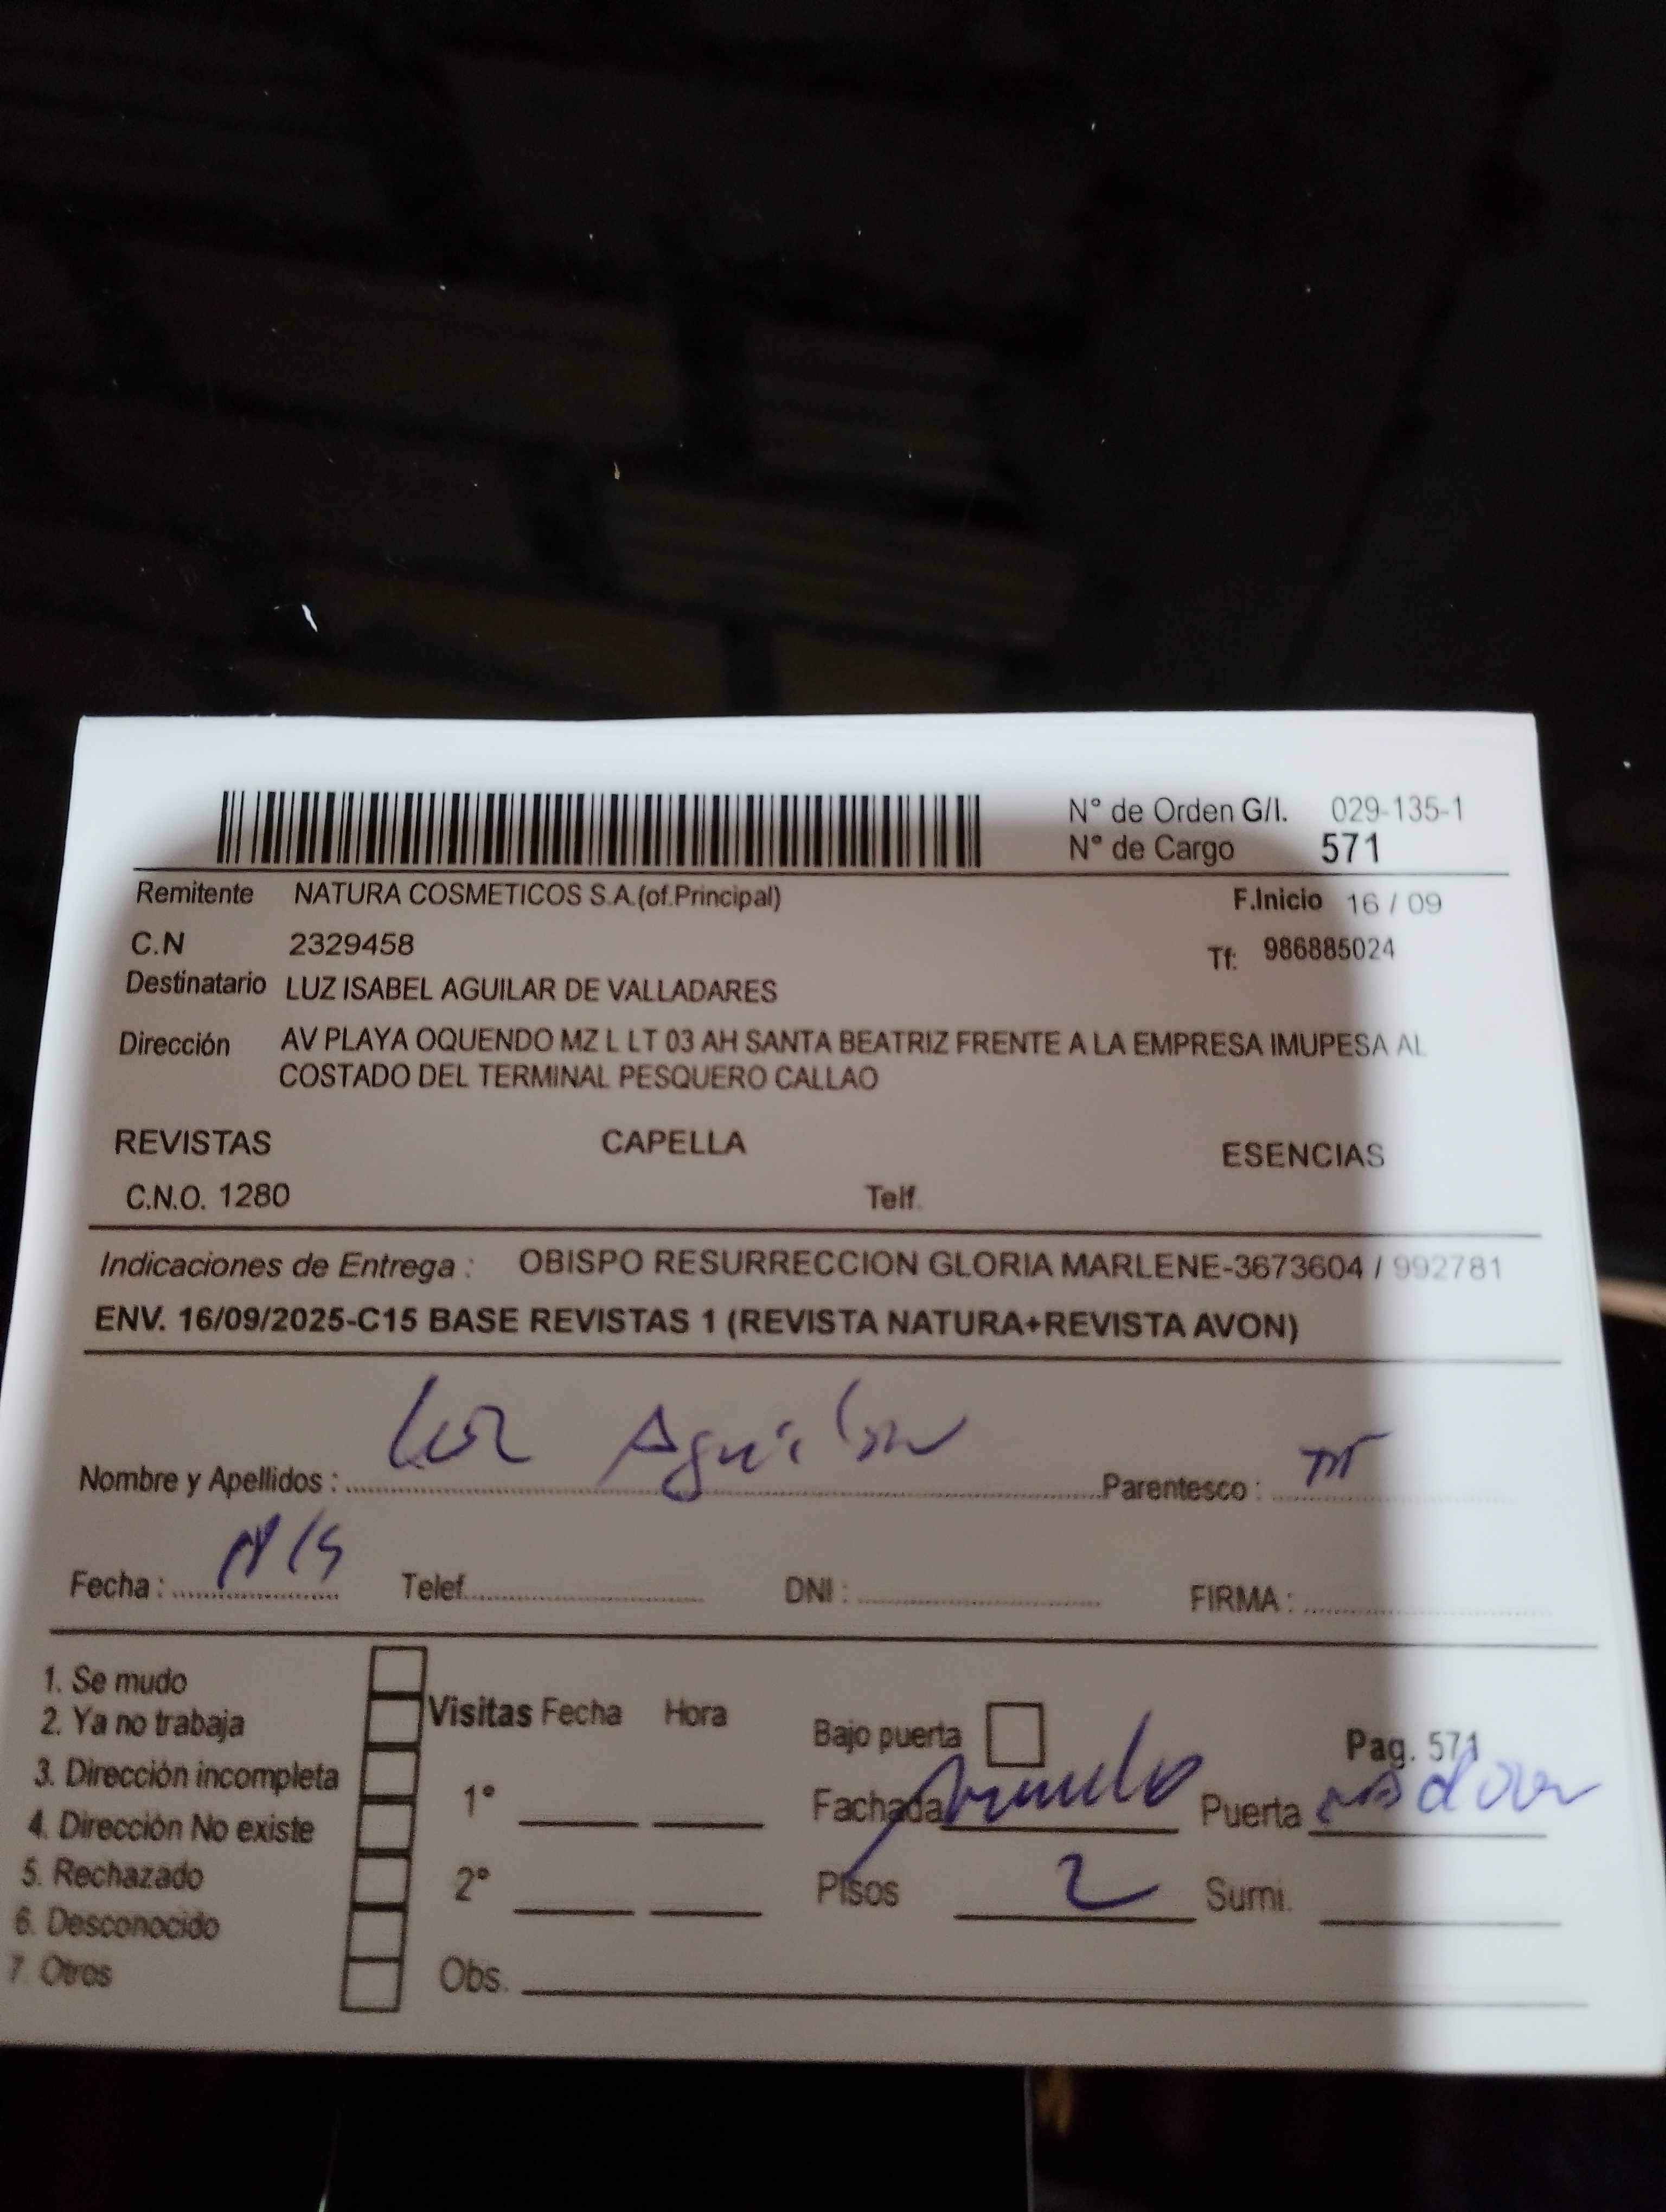 N° de Orden G/I. 029-135-1
N° de Cargo 571
Remitente NATURA COSMETICOS S.A.(of.Principal) F.Inicio 16 / 09
C.N 2329458 Tf: 986885024
Destinatario LUZ ISABEL AGUILAR DE VALLADARES
Dirección AV PLAYA OQUENDO MZ L LT 03 AH SANTA BEATRIZ FRENTE A LA EMPRESA IMUPESA AL
COSTADO DEL TERMINAL PESQUERO CALLAO
REVISTAS CAPELLA ESENCIAS
C.N.O. 1280 Telf.
Indicaciones de Entrega : OBISPO RESURRECCION GLORIA MARLENE-3673604 / 992781
ENV. 16/09/2025-C15 BASE REVISTAS 1 (REVISTA NATURA+REVISTA AVON)
Nombre y Apellidos : Luz Aguilar Parentesco :
Fecha : Telef. DNI : FIRMA :
1. Se mudo
2. Ya no trabaja
3. Dirección incompleta
4. Dirección No existe
5. Rechazado
6. Desconocido
7. Otros
Visitas Fecha Hora
1°
2°
Obs.
Bajo puerta Pag. 571
Fachada Puerta
Pisos 2 Sumi.